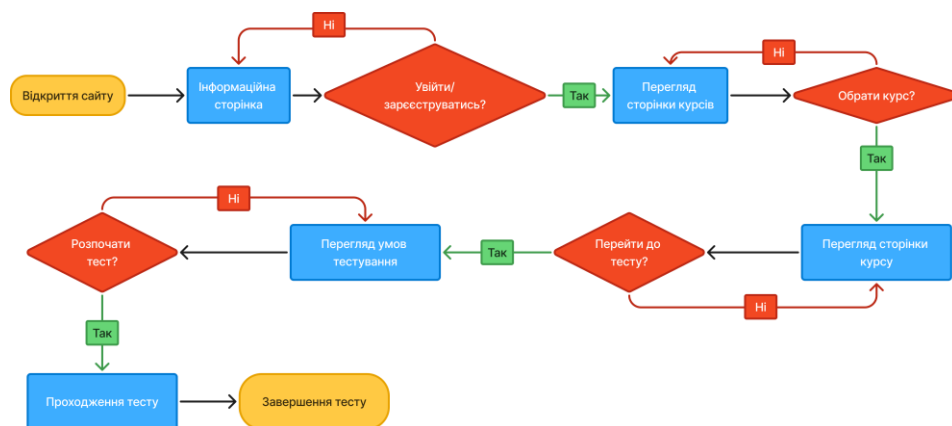 Ні
Відкриття сайту
Інформаційна
сторінка
Увійти/
зареєструватись?
Так
Перегляд
сторінки курсів
Ні
Обрати курс?
Так
Ні
Розпочати
тест?
Перегляд умов
тестування
Так
Перейти до
тесту?
Перегляд сторінки
курсу
Ні
Так
Проходження тесту
Завершення тесту